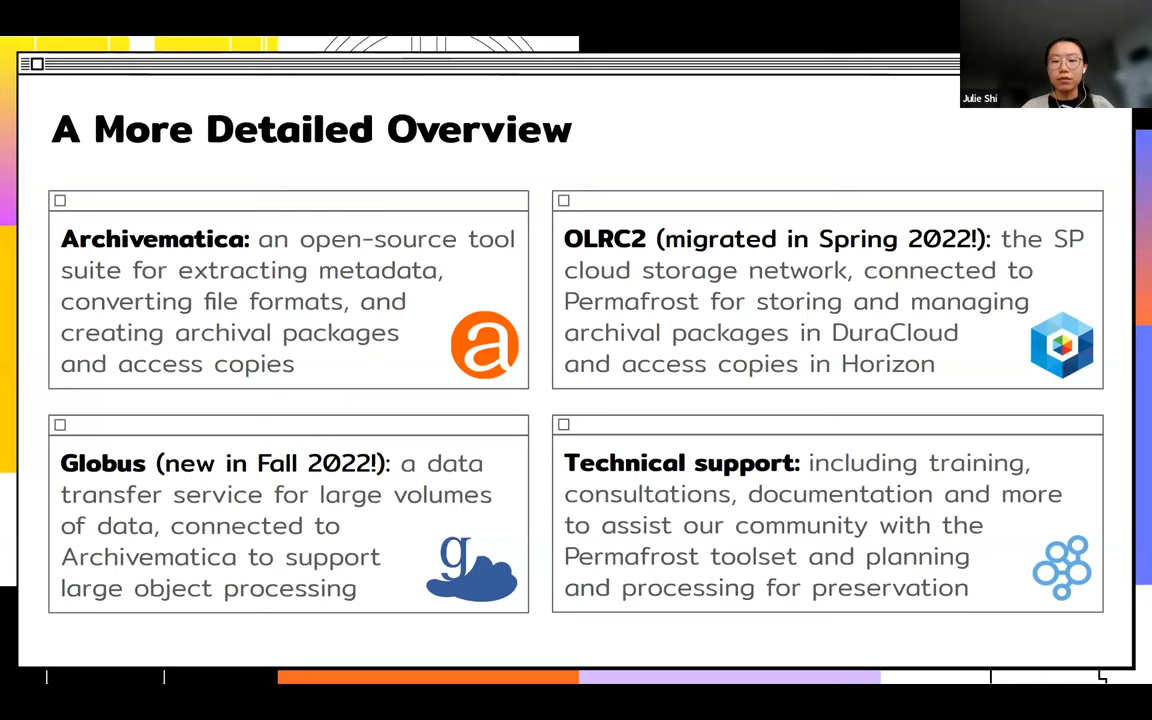 Julie Shi
A More Detailed Overview
Archivematica: an open-source tool
suite for extracting metadata,
converting file formats, and
creating archival packages
and access copies
a
OLRC2 (migrated in Spring 2022!): the SP
cloud storage network, connected to
Permafrost for storing and managing
archival packages in DuraCloud
and access copies in Horizon
Globus (new in Fall 2022!): a data
transfer service for large volumes
of data, connected to
Archivematica to support
large object processing
g
Technical support: including training,
consultations, documentation and more
to assist our community with the
Permafrost toolset and planning
and processing for preservation